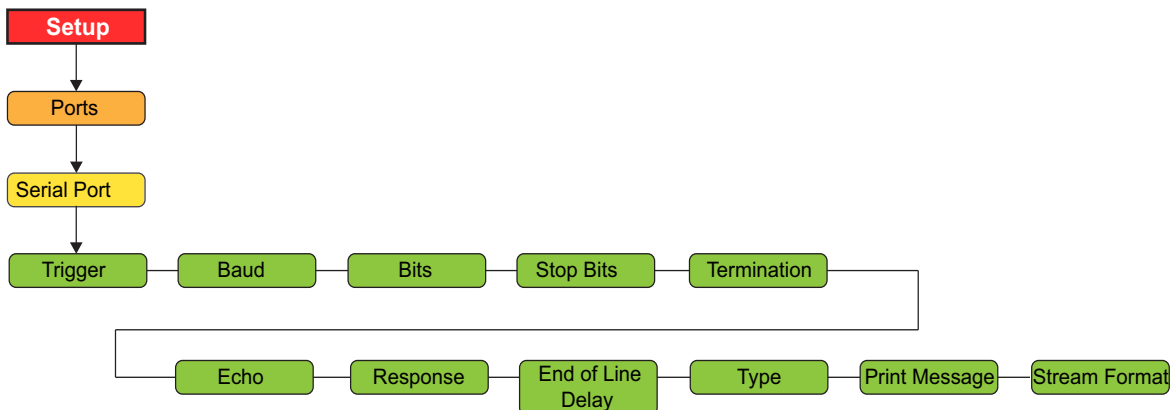 Setup
Ports
Serial Port
Trigger
Baud
Bits
Stop Bits
Termination
Echo
Response
End of Line
Delay
Type
Print Message
Stream Format